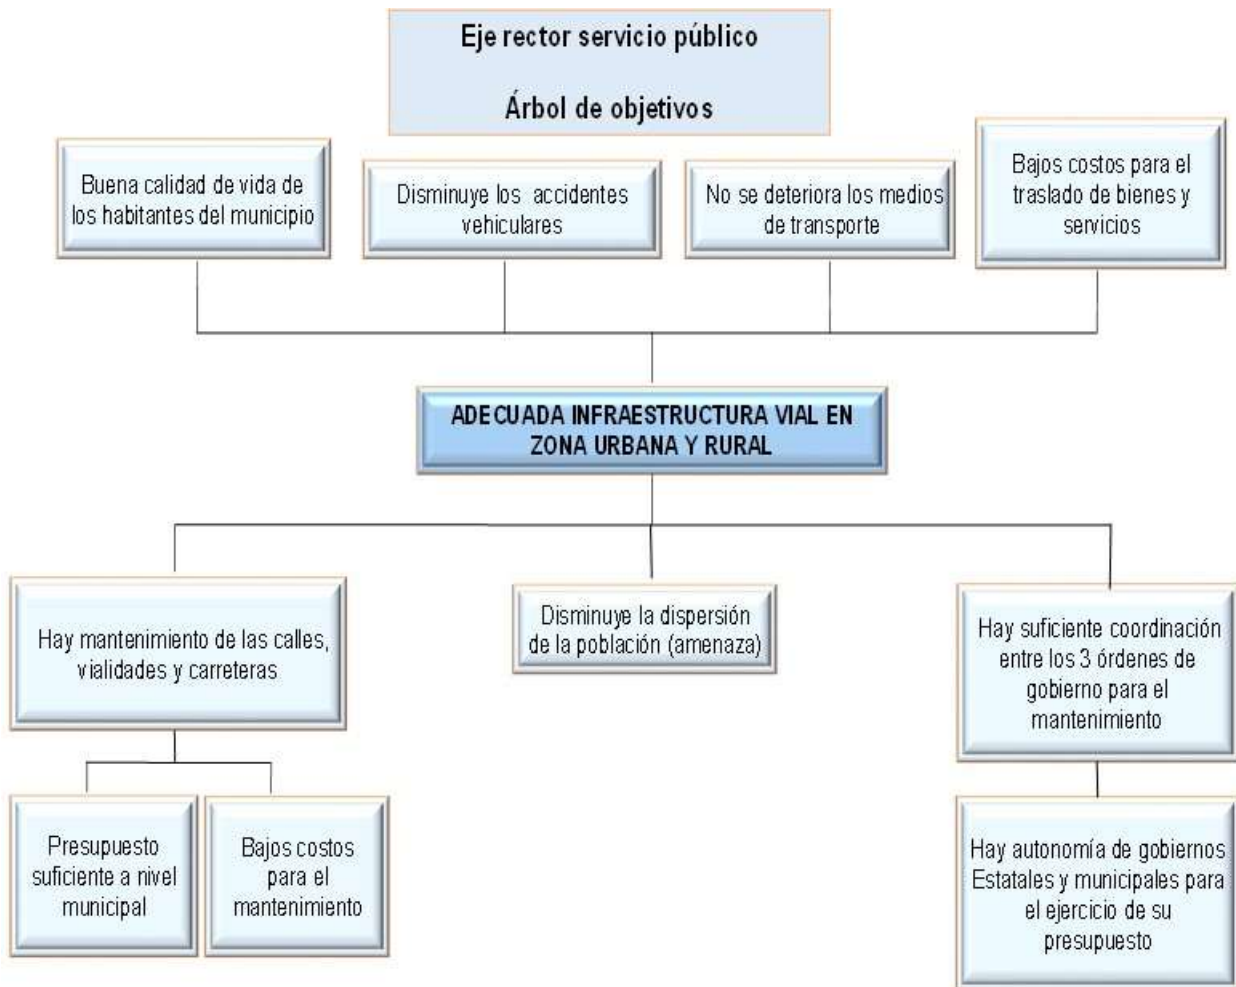 Eje rector servicio público
Árbol de objetivos
Buena calidad de vida de
los habitantes del municipio
Disminuye los accidentes
vehiculares
No se deteriora los medios
de transporte
Bajos costos para el
traslado de bienes y
servicios
ADECUADA INFRAESTRUCTURA VIAL EN
ZONA URBANA Y RURAL
Hay mantenimiento de las calles,
vialidades y carreteras
Disminuye la dispersión
de la población (amenaza)
Hay suficiente coordinación
entre los 3 órdenes de
gobierno para el
mantenimiento
Presupuesto
suficiente a nivel
municipal
Bajos costos
para el
mantenimiento
Hay autonomía de gobiernos
Estatales y municipales para
el ejercicio de su
presupuesto